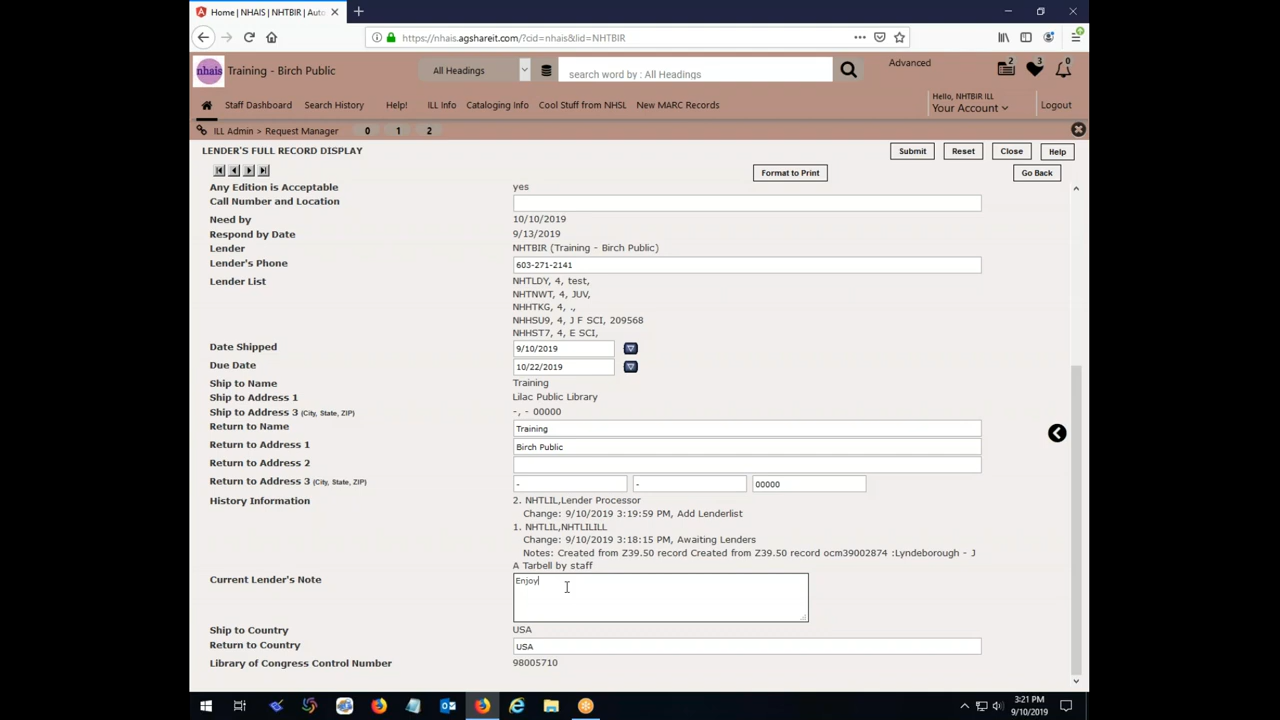 Home | NHAIS | NHTBIR | Auto
https://nhais.agshareit.com/?cid=nhais&lid=NHTBIR
nhais
Training - Birch Public
All Headings
search word by : All Headings
Advanced
2
3
0
Staff Dashboard
Search History
Help!
ILL Info
Cataloging Info
Cool Stuff from NHSL
New MARC Records
Hello, NHTBIR ILL
Your Account
Logout
ILL Admin > Request Manager
0
1
2
LENDER'S FULL RECORD DISPLAY
Submit
Reset
Close
Help
Format to Print
Go Back
Any Edition is Acceptable yes
Call Number and Location
Need by 10/10/2019
Respond by Date 9/13/2019
Lender NHTBIR (Training - Birch Public)
Lender's Phone 603-271-2141
Lender List NHTLDY, 4, test,
NHTNWT, 4, JUV,
NHHTKG, 4, .,
NHHSU9, 4, J F SCI, 209568
NHHST7, 4, E SCI,
Date Shipped 9/10/2019
Due Date 10/22/2019
Ship to Name Training
Ship to Address 1 Lilac Public Library
Ship to Address 3 (City, State, ZIP) -, - 00000
Return to Name Training
Return to Address 1 Birch Public
Return to Address 2
Return to Address 3 (City, State, ZIP) - - 00000
History Information 2. NHTLIL,Lender Processor
Change: 9/10/2019 3:19:59 PM, Add Lenderlist
1. NHTLIL,NHTLILILL
Change: 9/10/2019 3:18:15 PM, Awaiting Lenders
Notes: Created from Z39.50 record Created from Z39.50 record ocm39002874 :Lyndeborough - J
A Tarbell by staff
Current Lender's Note Enjoy
Ship to Country USA
Return to Country USA
Library of Congress Control Number 98005710
3:21 PM
9/10/2019